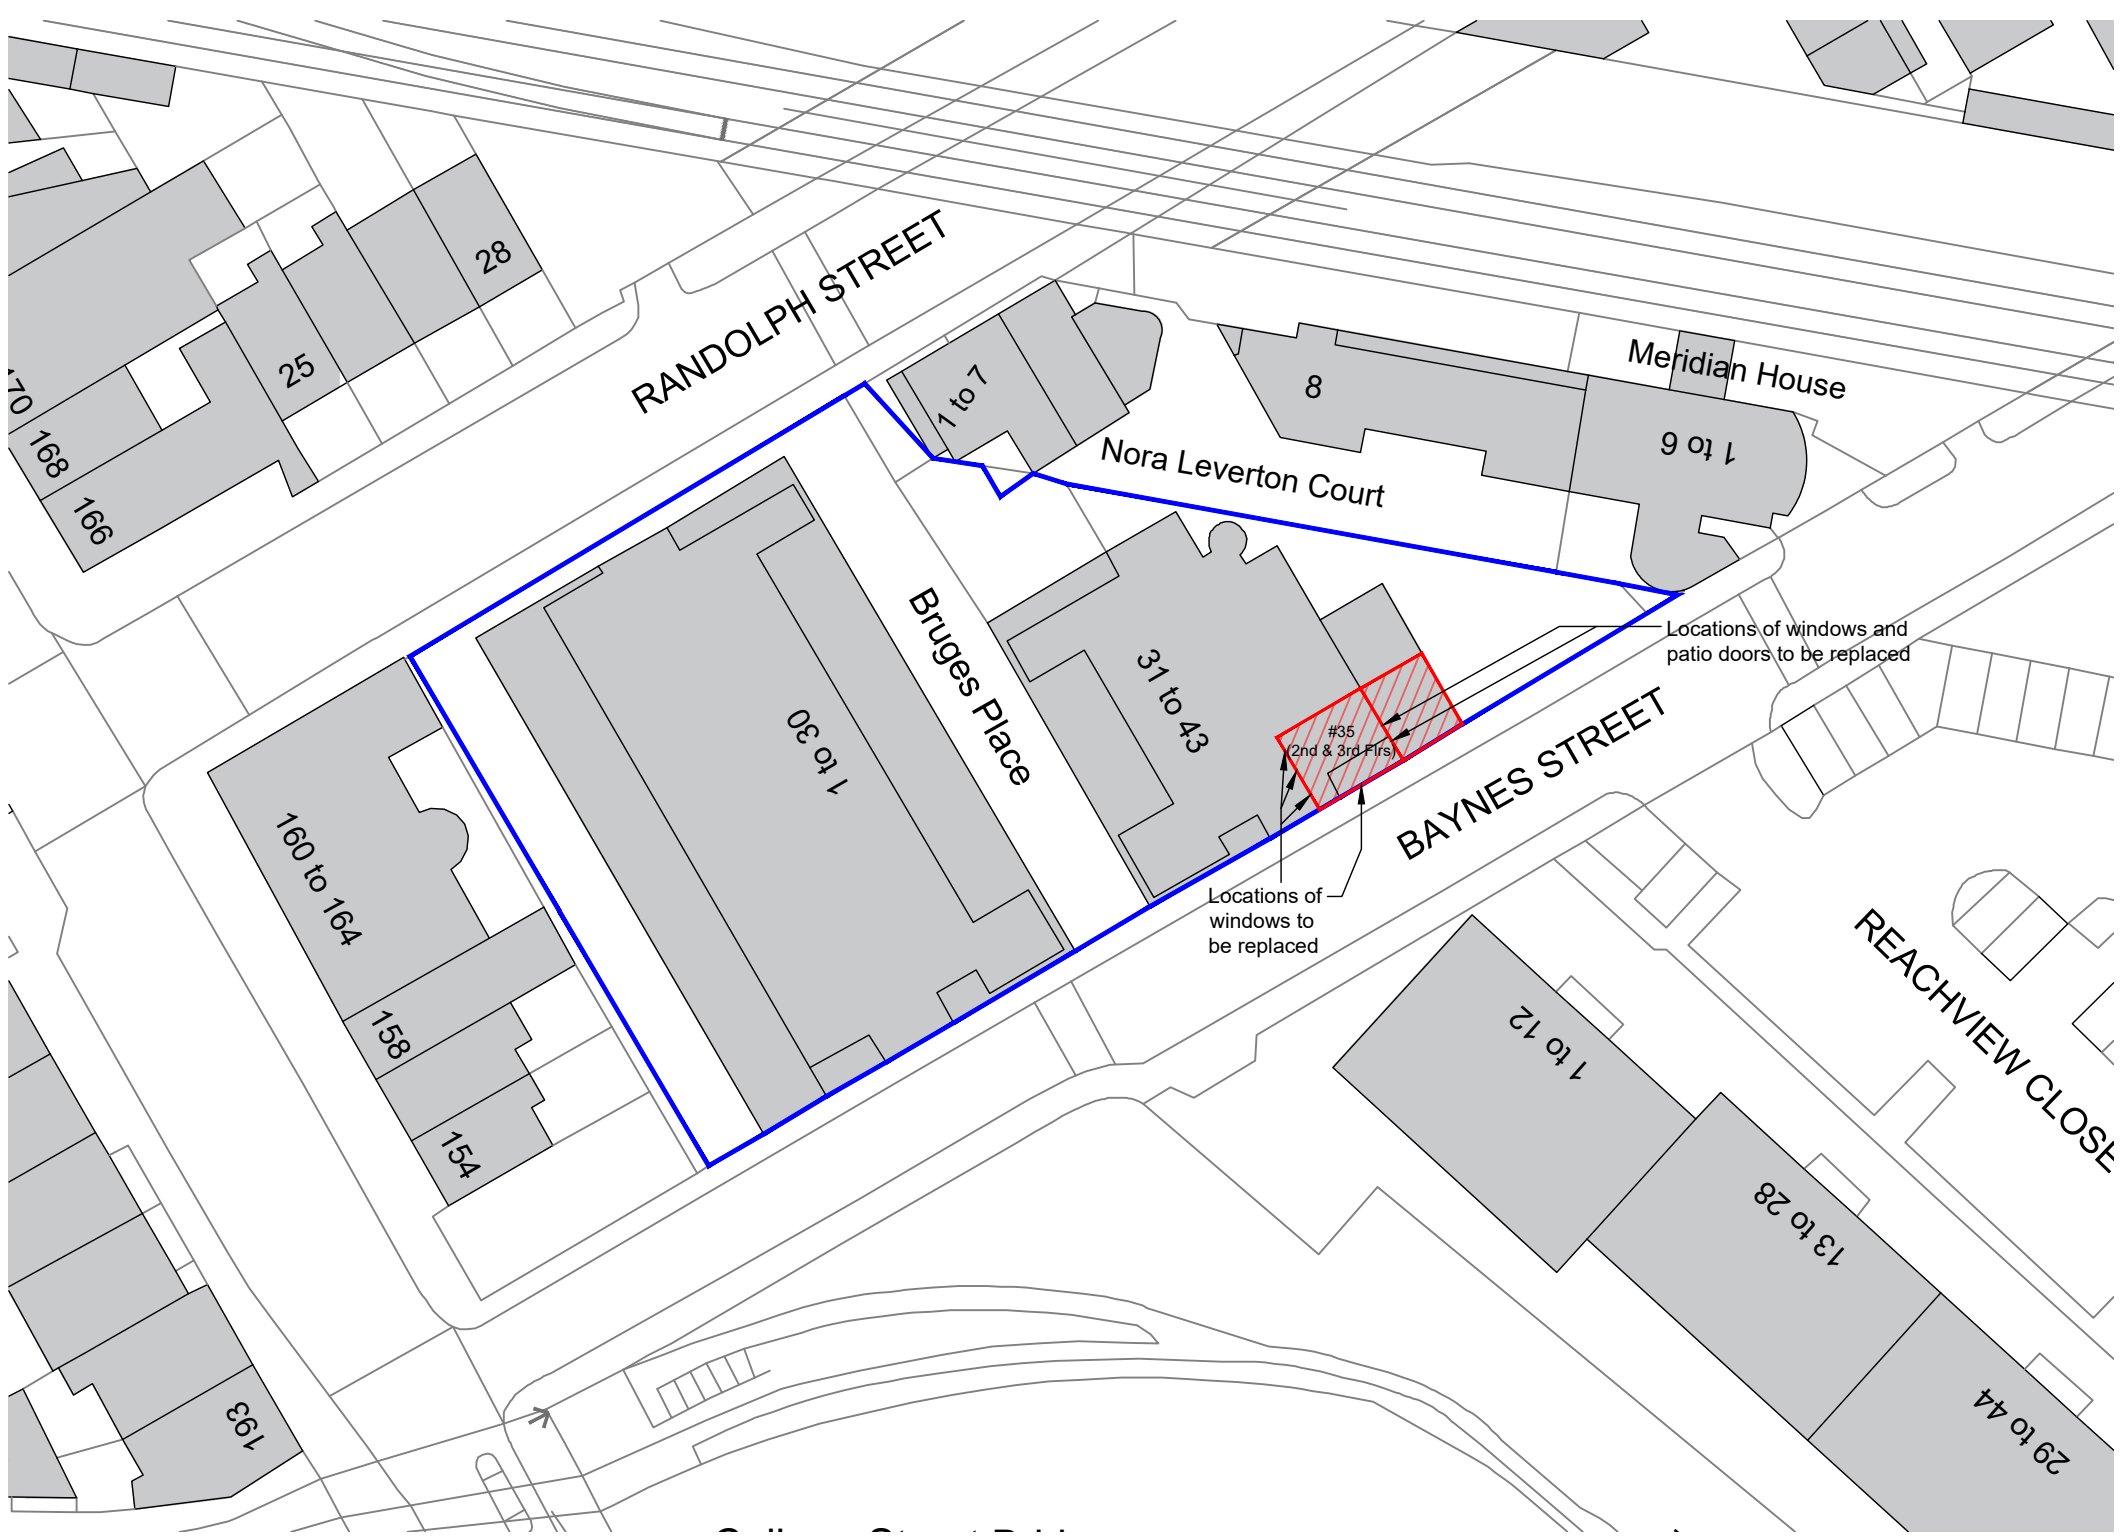 28
RANDOLPH STREET
25
170
168
166
1 to 7
8
Meridian House
1 to 6
Nora Leverton Court
Bruges Place
31 to 43
1 to 30
Locations of windows and
patio doors to be replaced
#35
(2nd & 3rd Flrs)
BAYNES STREET
160 to 164
Locations of
windows to
be replaced
REACHVIEW CLOSE
158
154
1 to 12
13 to 28
29 to 44
193